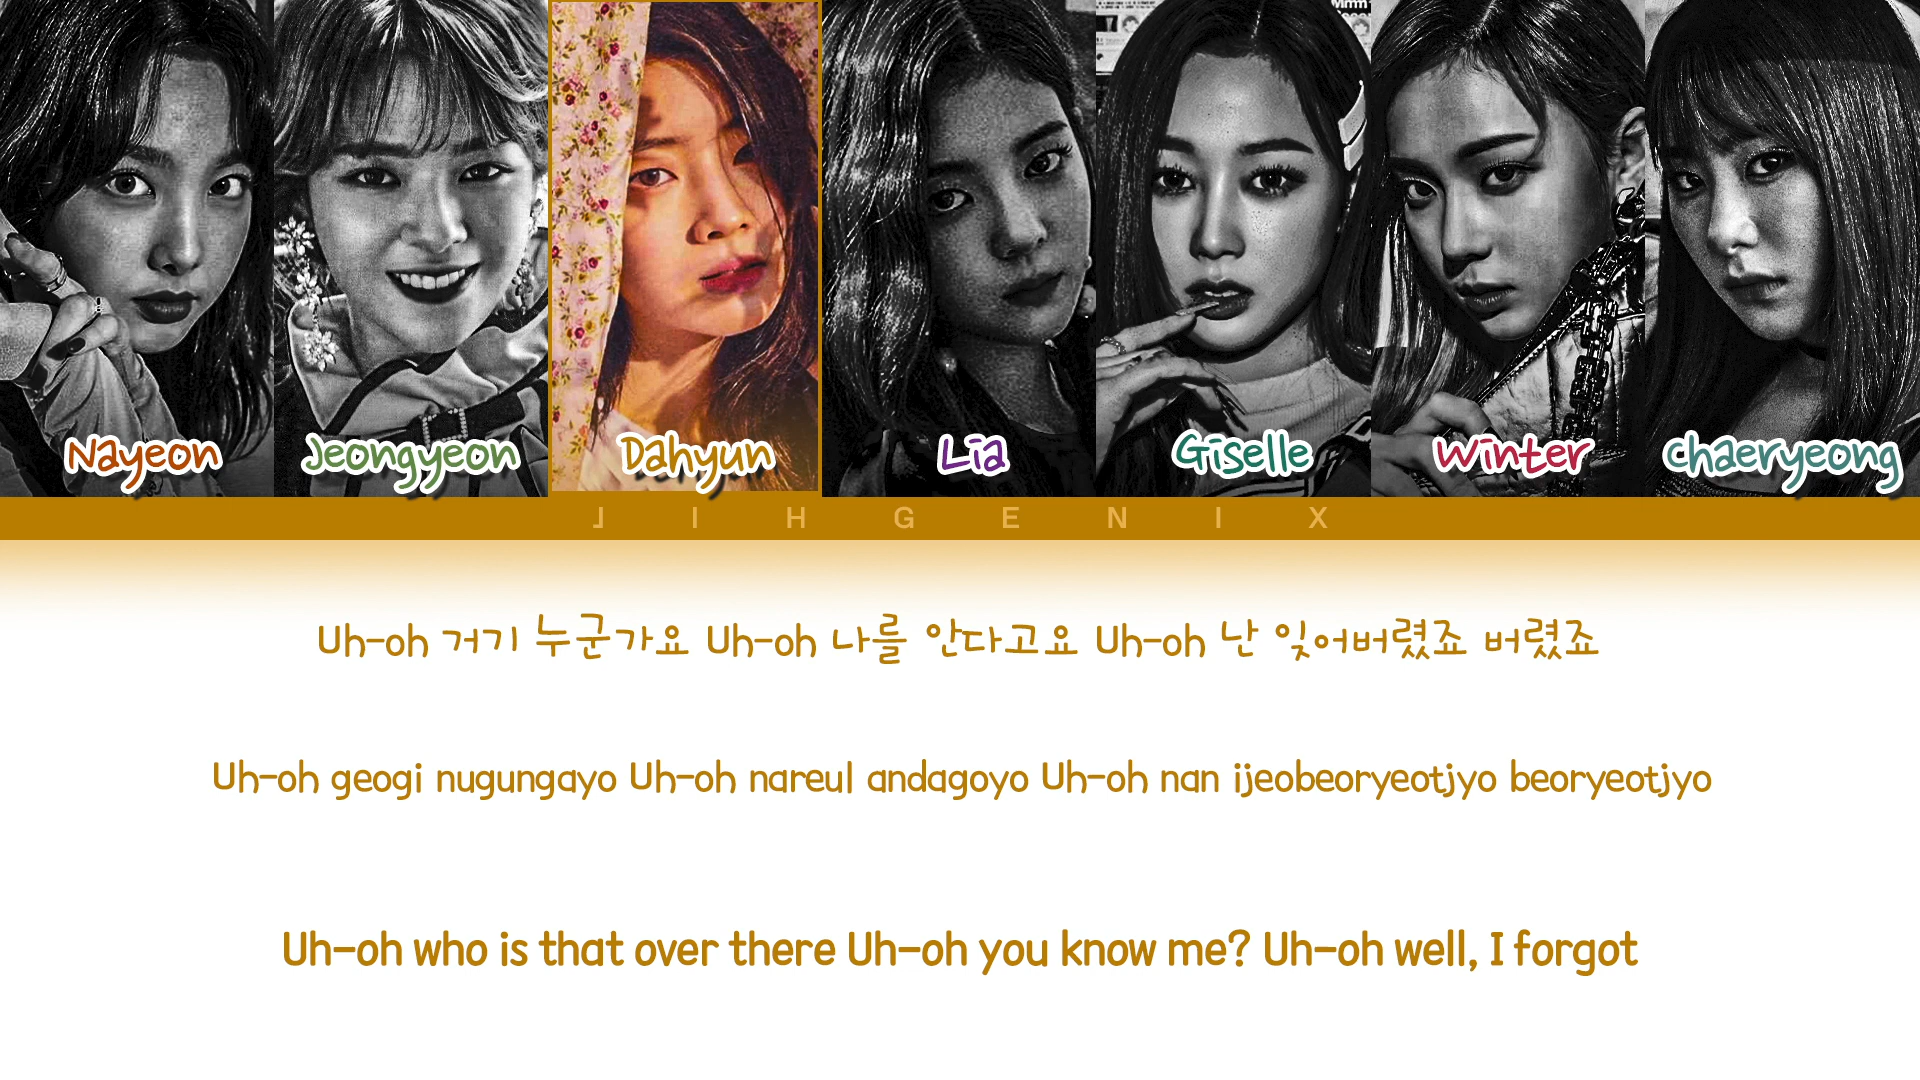 Nayeon Jeongyeon Dahyun Lia Giselle Winter chaeryeong
J I H G E N I X
Uh-oh 거기 누군가요 Uh-oh 나를 안다고요 Uh-oh 난 잊어버렸죠 버렸죠
Uh-oh geogi nugungayo Uh-oh nareul andagoyo Uh-oh nan ijeobeoryeotjyo beoryeotjyo
Uh-oh who is that over there Uh-oh you know me? Uh-oh well, I forgot